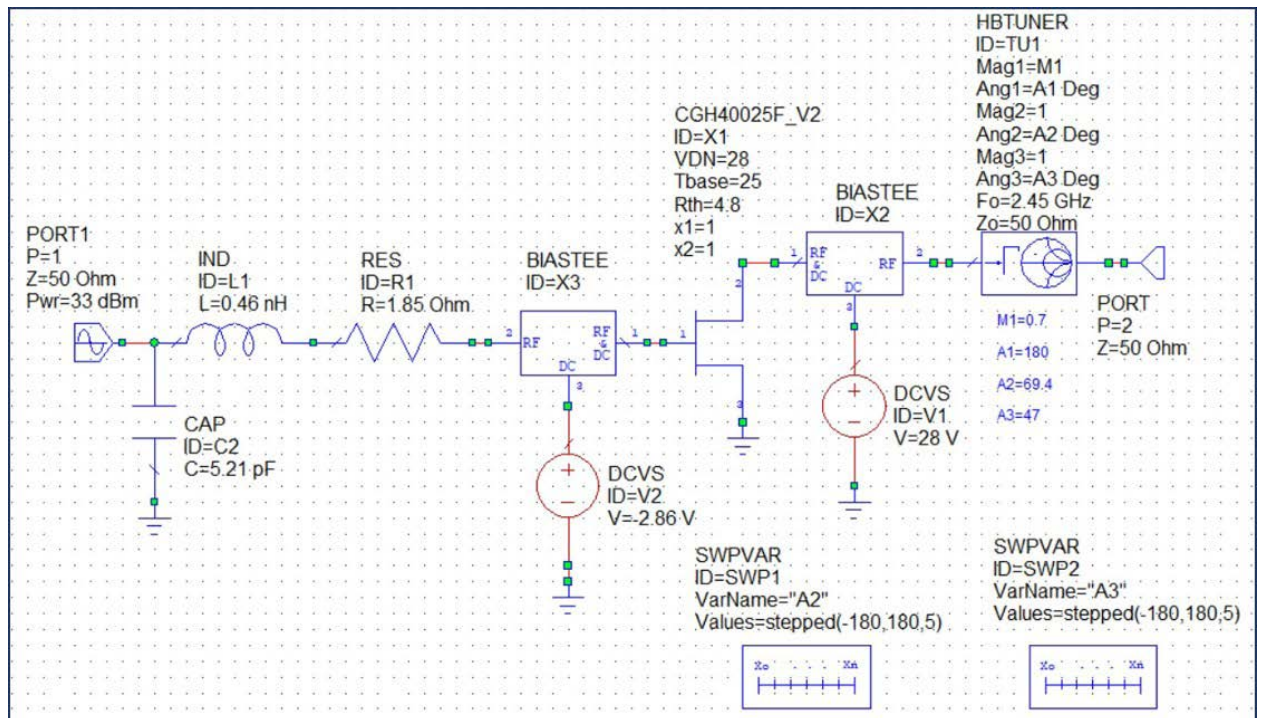 HBTUNER
ID=TU1
Mag1=M1
Ang1=A1 Deg
Mag2=1
Ang2=A2 Deg
Mag3=1
Ang3=A3 Deg
Fo=2.45 GHz
Zo=50 Ohm
CGH40025F_V2
ID=X1
VDN=28
Tbase=25
Rth=4.8
x1=1
x2=1
BIASTEE
ID=X2
1
RF
&
DC
RF
2
DC
3
PORT1
P=1
Z=50 Ohm
Pwr=33 dBm
IND
ID=L1
L=0.46 nH
RES
ID=R1
R=1.85 Ohm
BIASTEE
ID=X3
2
RF
RF
&
DC
1
DC
3
1
2
3
PORT
P=2
Z=50 Ohm
M1=0.7
A1=180
A2=69.4
A3=47
CAP
ID=C2
C=5.21 pF
DCVS
ID=V1
V=28 V
DCVS
ID=V2
V=-2.86 V
SWPVAR
ID=SWP1
VarName="A2"
Values=stepped(-180,180,5)
Xo . . . Xn
SWPVAR
ID=SWP2
VarName="A3"
Values=stepped(-180,180,5)
Xo . . . Xn